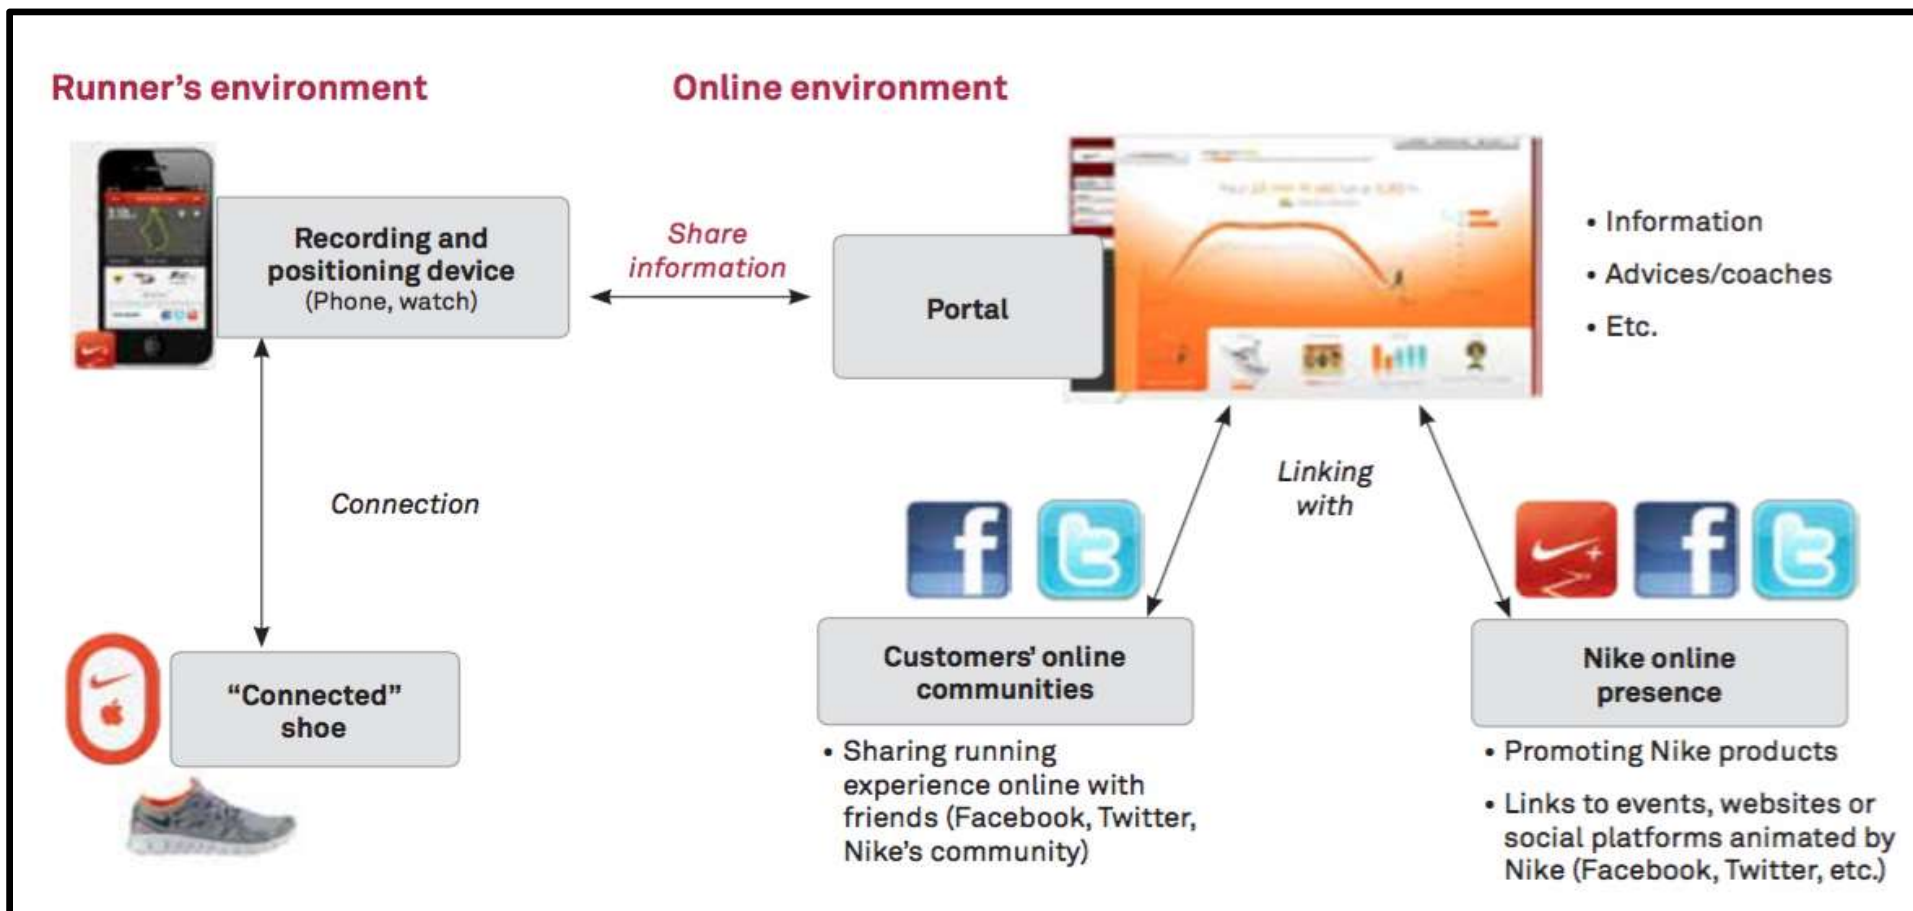 Runner's environment
Online environment
Recording and
positioning device
(Phone, watch)
Share
information
Portal
• Information
• Advices/coaches
• Etc.
Connection
Linking
with
“Connected”
shoe
Customers' online
communities
• Sharing running
experience online with
friends (Facebook, Twitter,
Nike's community)
Nike online
presence
• Promoting Nike products
• Links to events, websites or
social platforms animated by
Nike (Facebook, Twitter, etc.)